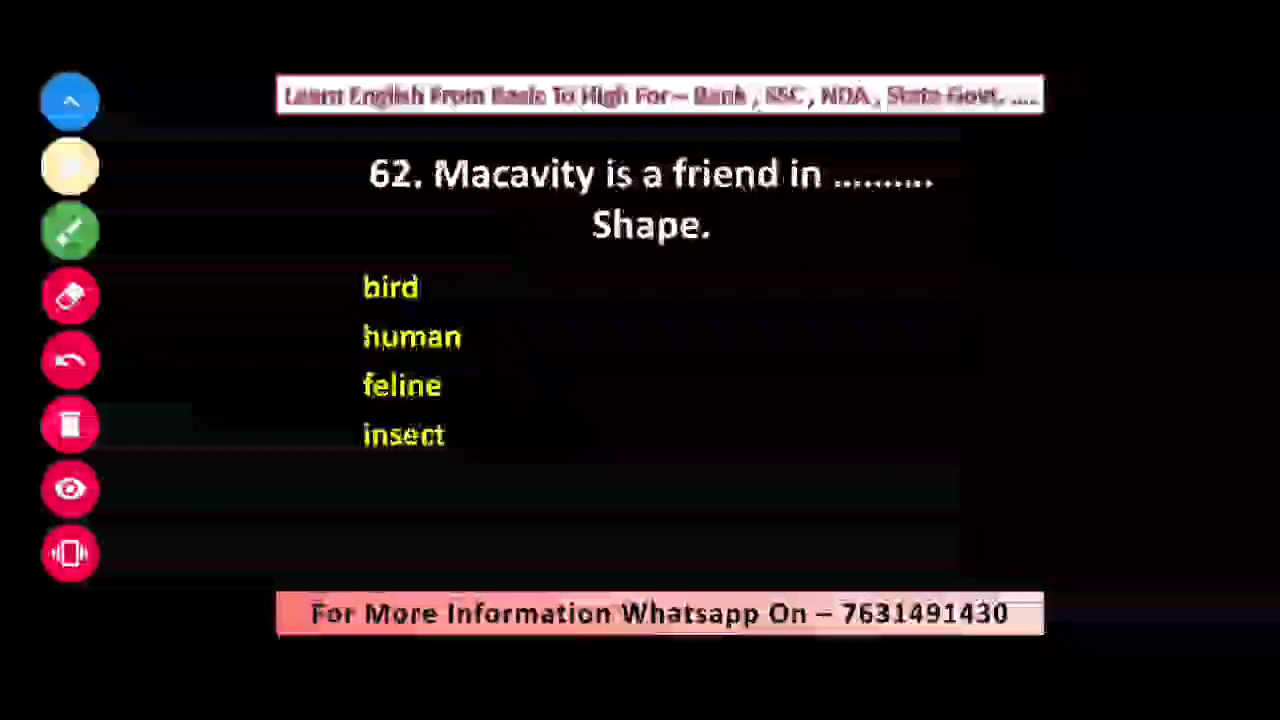 Learn English From Basic To High For – Bank , SSC , NDA , State Govt. ....
62. Macavity is a friend in ..........
Shape.
bird
human
feline
insect
For More Information Whatsapp On – 7631491430